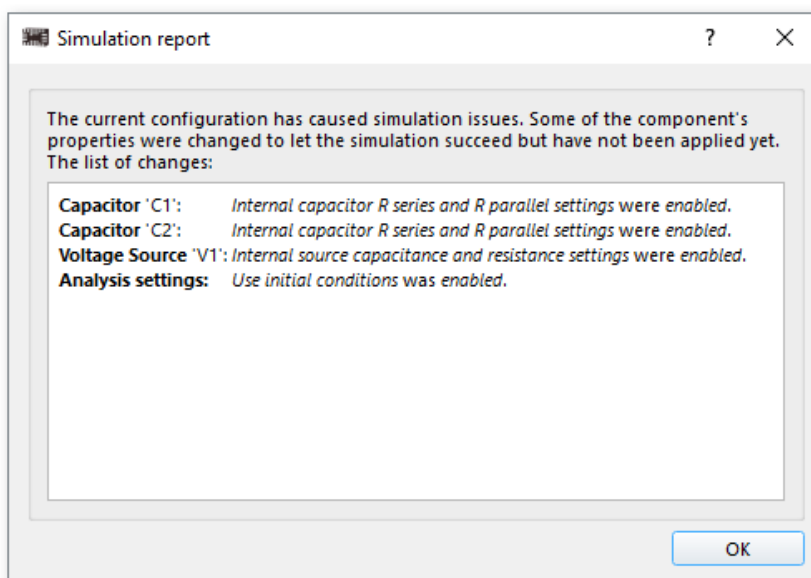 Simulation report
?
The current configuration has caused simulation issues. Some of the component's
properties were changed to let the simulation succeed but have not been applied yet.
The list of changes:
Capacitor 'C1': Internal capacitor R series and R parallel settings were enabled.
Capacitor 'C2': Internal capacitor R series and R parallel settings were enabled.
Voltage Source 'V1': Internal source capacitance and resistance settings were enabled.
Analysis settings: Use initial conditions was enabled.
OK